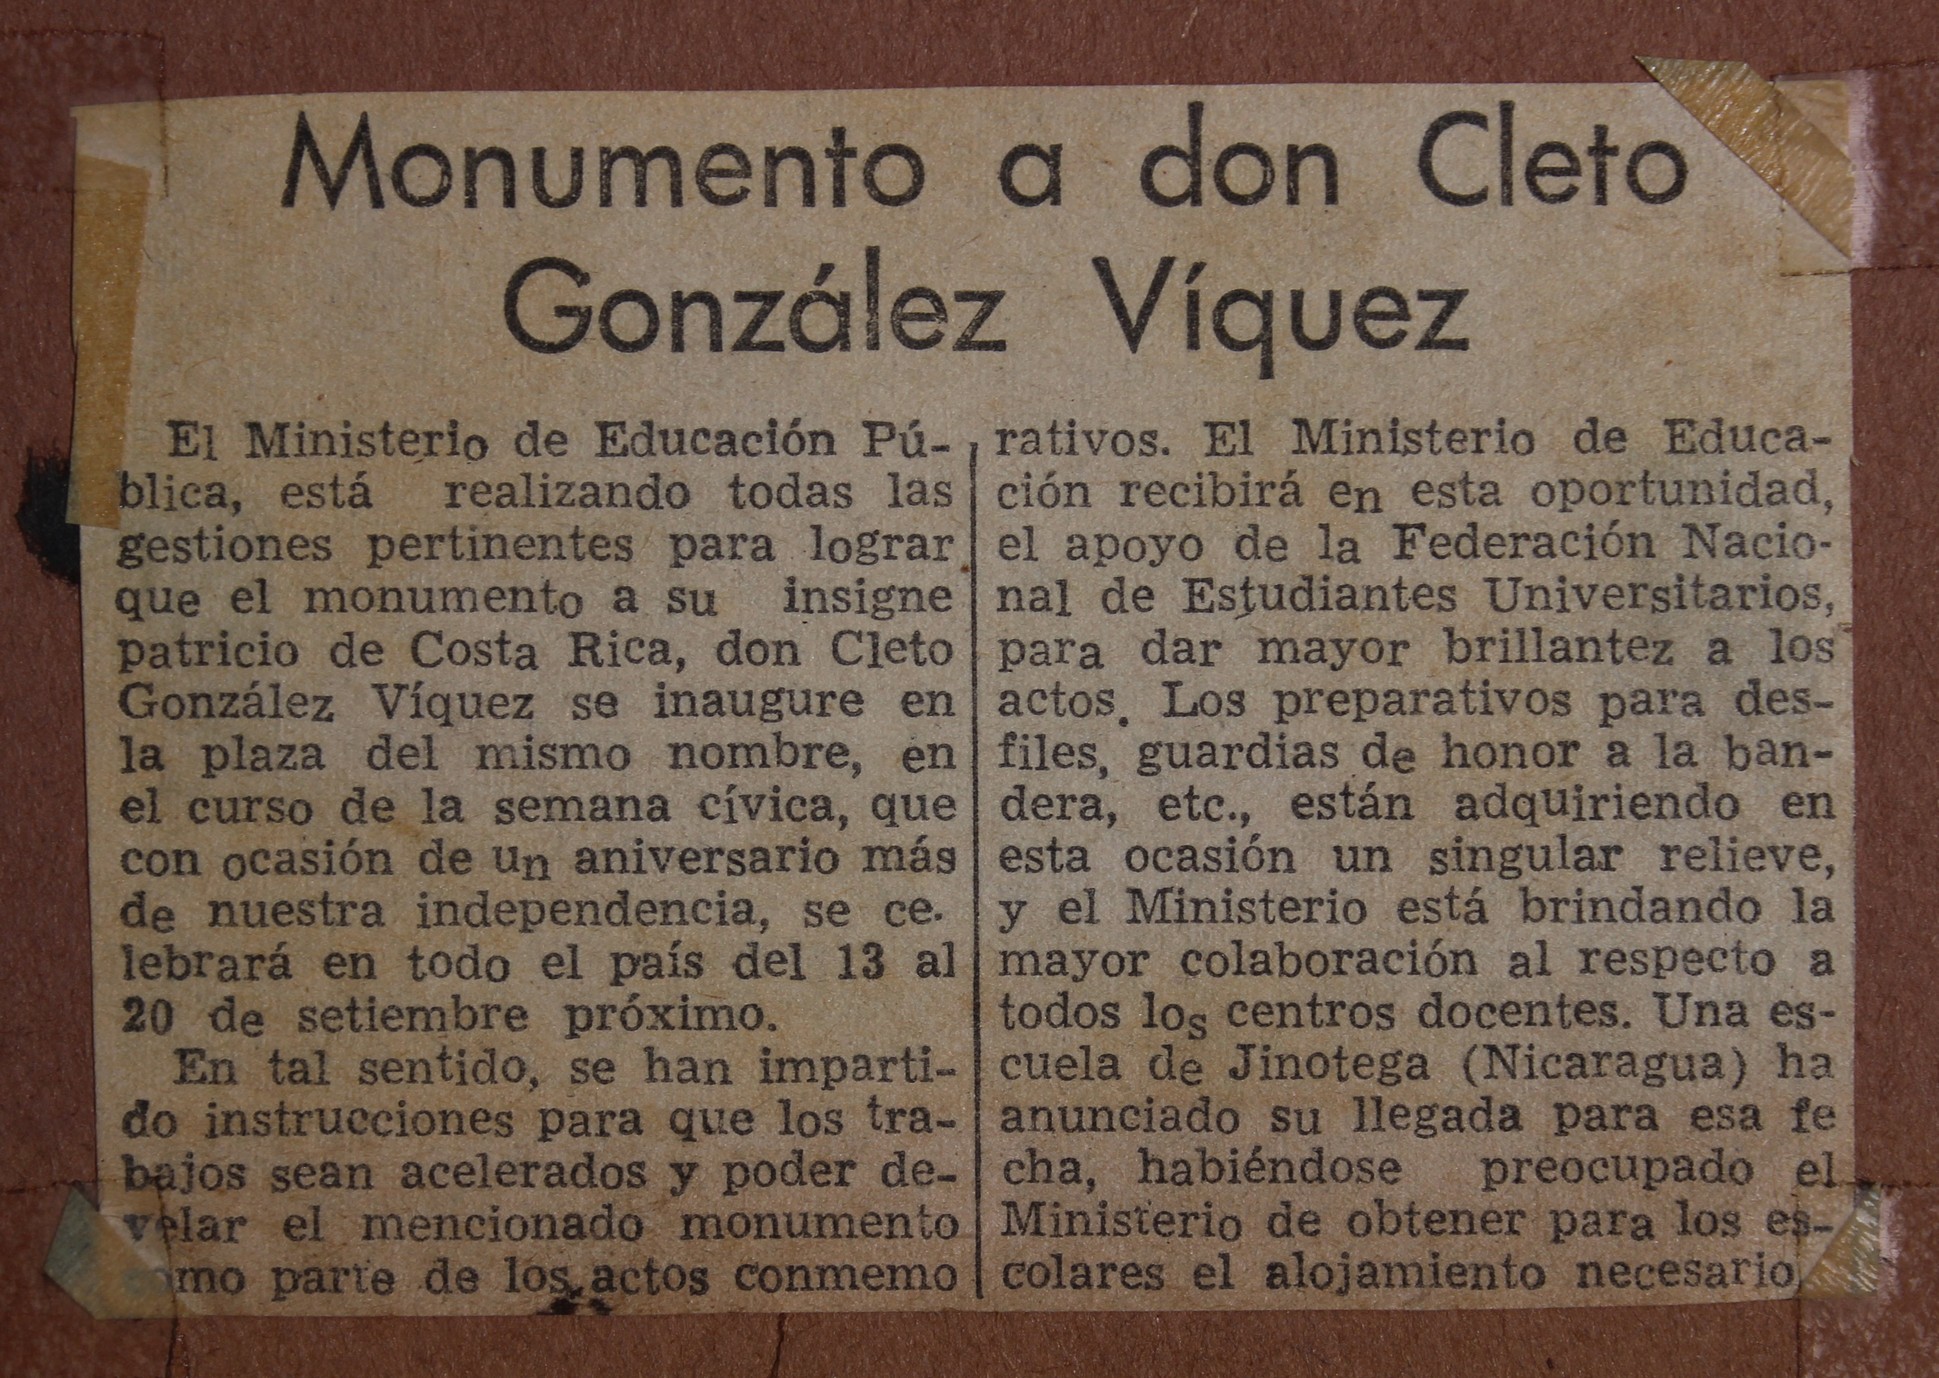 Monumento a don Cleto
González Víquez
El Ministerio de Educación Pú-
blica, está realizando todas las
gestiones pertinentes para lograr
que el monumento a su insigne
patricio de Costa Rica, don Cleto
González Víquez se inaugure en
la plaza del mismo nombre, en
el curso de la semana cívica, que
con ocasión de un aniversario más
de nuestra independencia, se ce-
lebrará en todo el país del 13 al
20 de setiembre próximo.
En tal sentido, se han imparti-
do instrucciones para que los tra-
bajos sean acelerados y poder de-
velar el mencionado monumento
como parte de los actos conmemo
rativos. El Ministerio de Educa-
ción recibirá en esta oportunidad,
el apoyo de la Federación Nacio-
nal de Estudiantes Universitarios,
para dar mayor brillantez a los
actos. Los preparativos para des-
files, guardias de honor a la ban-
dera, etc., están adquiriendo en
esta ocasión un singular relieve,
y el Ministerio está brindando la
mayor colaboración al respecto a
todos los centros docentes. Una es-
cuela de Jinotega (Nicaragua) ha
anunciado su llegada para esa fe
cha, habiéndose preocupado el
Ministerio de obtener para los es-
colares el alojamiento necesario